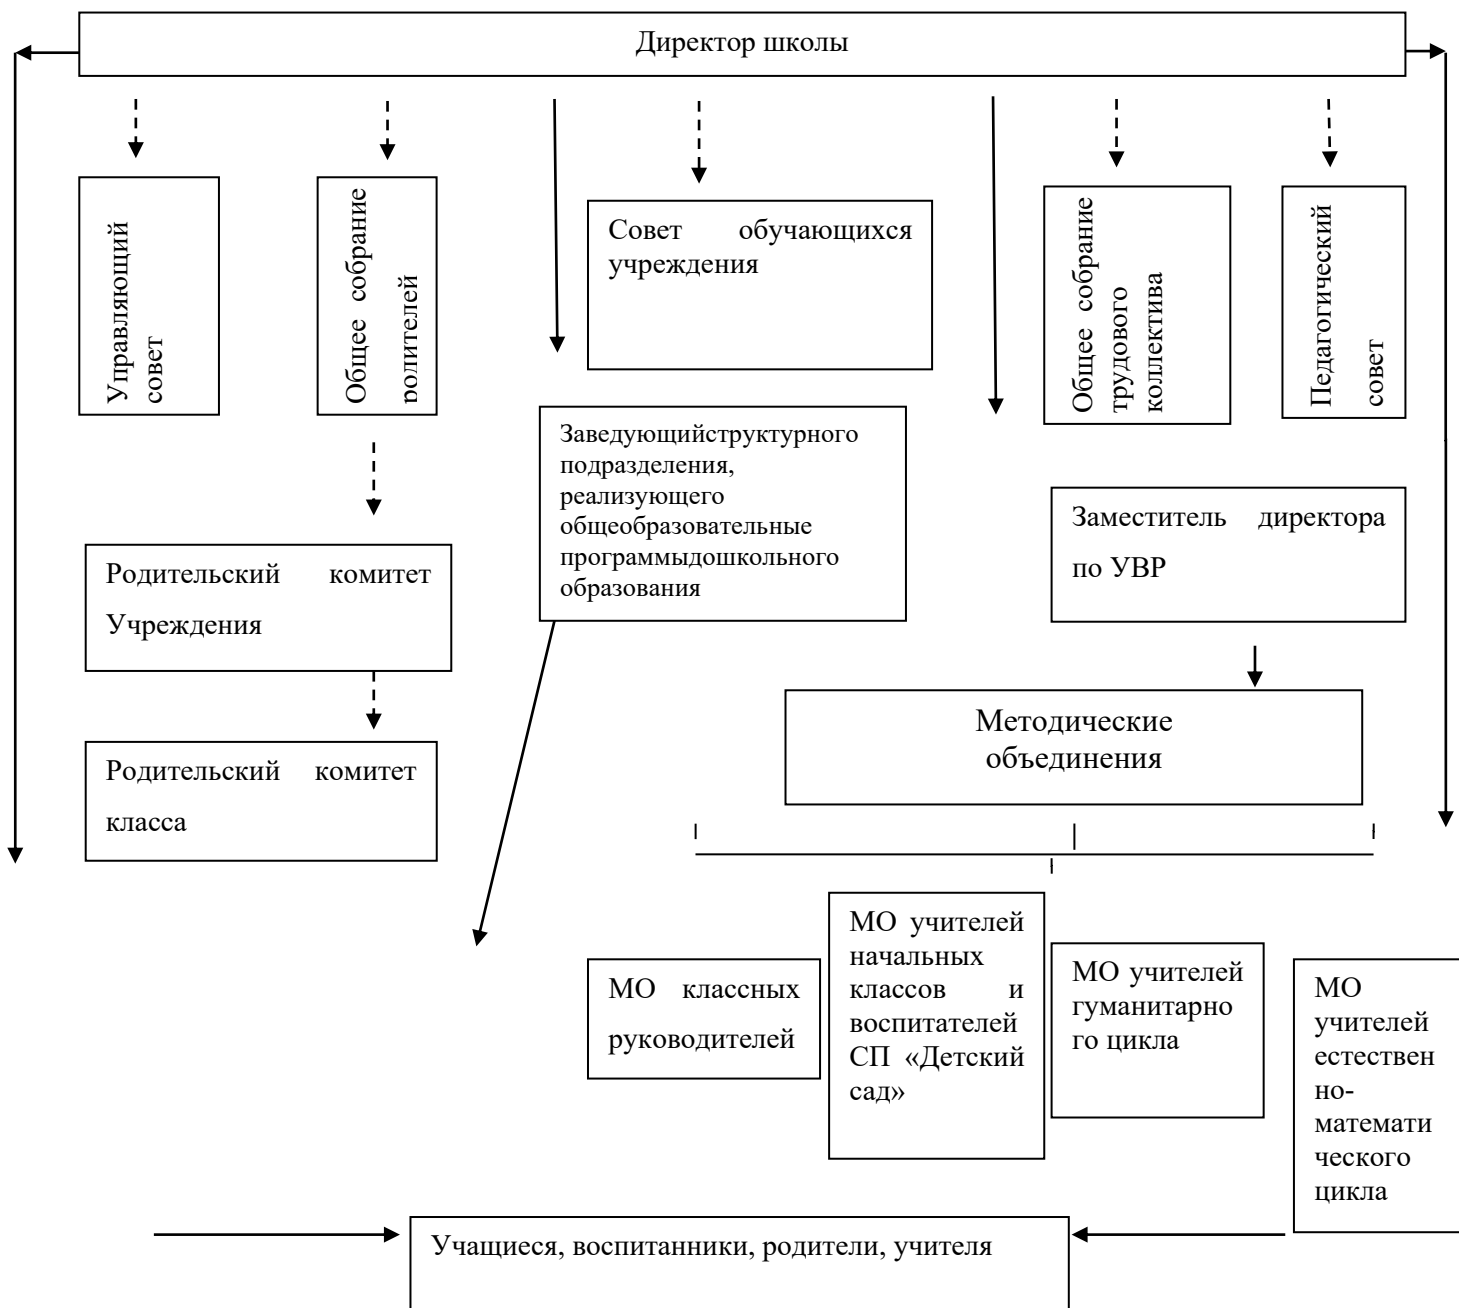 Директор школы
Управляющий
совет
Общее собрание
родителей
Совет обучающихся
учреждения
Общее собрание
трудового
коллектива
Педагогический
совет
Заведующийструктурного
подразделения,
реализующего
общеобразовательные
программыдошкольного
образования
Заместитель директора
по УВР
Родительский комитет
Учреждения
Методические
объединения
Родительский комитет
класса
МО классных
руководителей
МО учителей
начальных
классов и
воспитателей
СП «Детский
сад»
МО учителей
гуманитарно
го цикла
МО
учителей
естествен
но-
математи
ческого
цикла
Учащиеся, воспитанники, родители, учителя